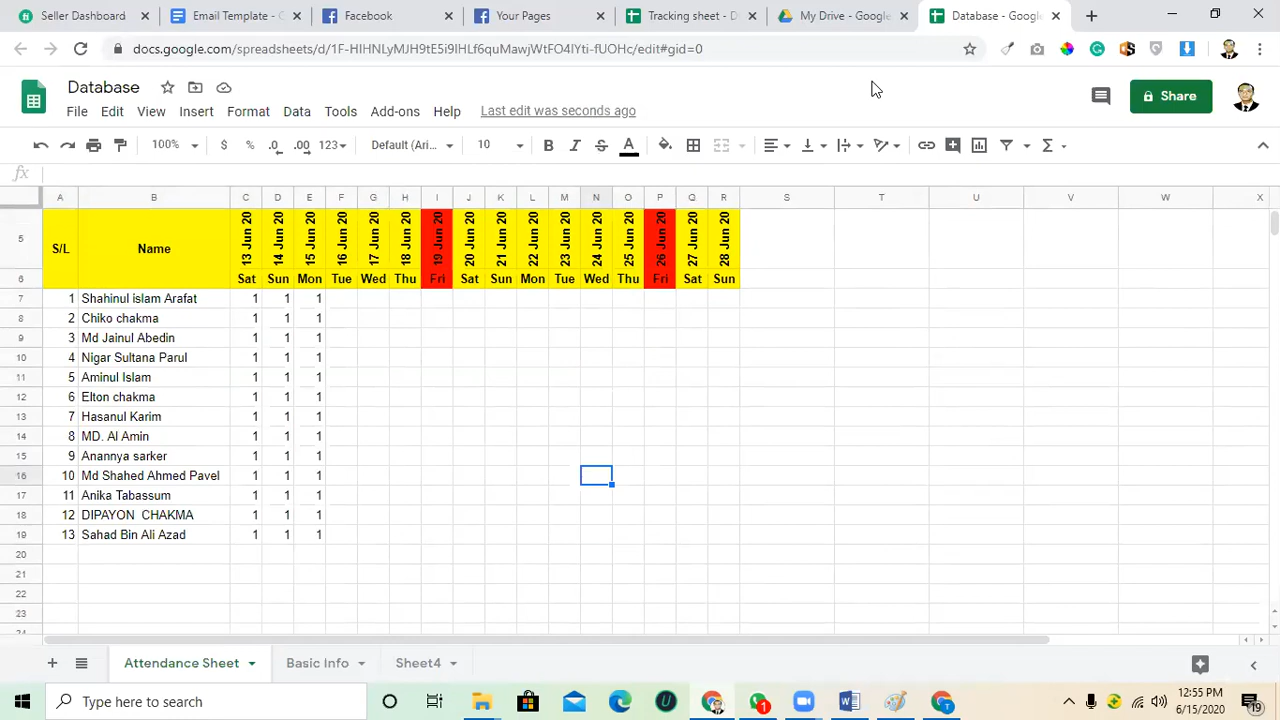 Seller Dashboard
Email Template - C
Facebook
Your Pages
Tracking sheet - D
My Drive - Google
Database - Google
docs.google.com/spreadsheets/d/1F-HIHNLyMJH9tE5i9IHLf6quMawjWtFO4lYti-fUOHc/edit#gid=0
Database
File Edit View Insert Format Data Tools Add-ons Help Last edit was seconds ago
Share
100% $ % .0 .00 123 Default (Ari... 10 B I S A
fx
A B C D E F G H I J K L M N O P Q R S T U V W X
5 S/L Name 13 Jun 20 14 Jun 20 15 Jun 20 16 Jun 20 17 Jun 20 18 Jun 20 19 Jun 20 20 Jun 20 21 Jun 20 22 Jun 20 23 Jun 20 24 Jun 20 25 Jun 20 26 Jun 20 27 Jun 20 28 Jun 20
6 Sat Sun Mon Tue Wed Thu Fri Sat Sun Mon Tue Wed Thu Fri Sat Sun
7 1 Shahinul islam Arafat 1 1 1
8 2 Chiko chakma 1 1 1
9 3 Md Jainul Abedin 1 1 1
10 4 Nigar Sultana Parul 1 1 1
11 5 Aminul Islam 1 1 1
12 6 Elton chakma 1 1 1
13 7 Hasanul Karim 1 1 1
14 8 MD. Al Amin 1 1 1
15 9 Anannya sarker 1 1 1
16 10 Md Shahed Ahmed Pavel 1 1 1
17 11 Anika Tabassum 1 1 1
18 12 DIPAYON CHAKMA 1 1 1
19 13 Sahad Bin Ali Azad 1 1 1
20
21
22
23
24
Attendance Sheet Basic Info Sheet4
Type here to search
1
12:55 PM
6/15/2020
19